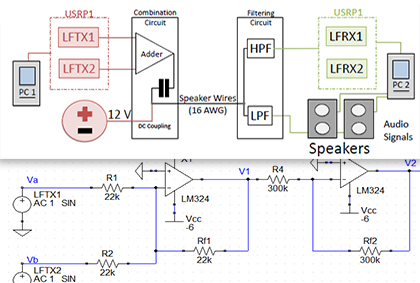 USRP1
Combination
Circuit
Filtering
Circuit
USRP1
LFTX1
LFTX2
PC 1
Adder
12 V
DC Coupling
Speaker Wires
(16 AWG)
HPF
LPF
LFRX1
LFRX2
PC 2
Audio
Signals
Speakers
Va
LFTX1
AC 1 SIN
R1
22k
LM324
Vcc
-6
V1
R4
300k
LM324
Vcc
-6
V2
Vb
LFTX2
AC 1 SIN
R2
22k
Rf1
22k
Rf2
300k